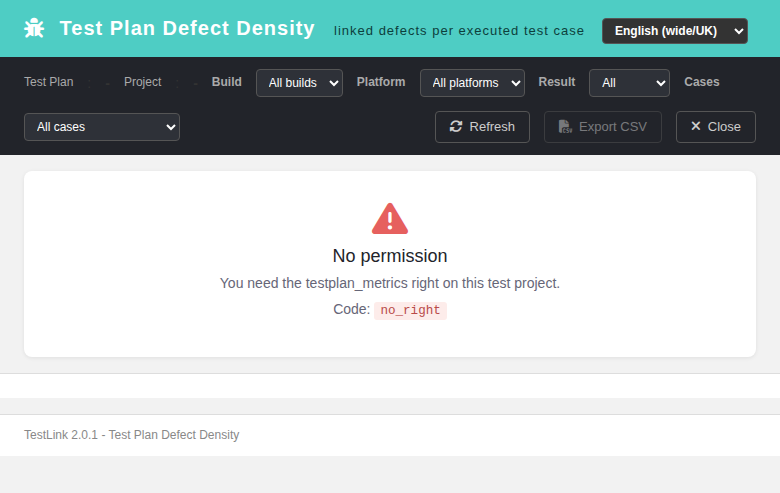 Test Plan Defect Density linked defects per executed test case English (wide/UK)
Test Plan - Project - Build All builds Platform All platforms Result All Cases
All cases Refresh Export CSV Close
No permission
You need the testplan_metrics right on this test project.
Code: no_right
TestLink 2.0.1 - Test Plan Defect Density